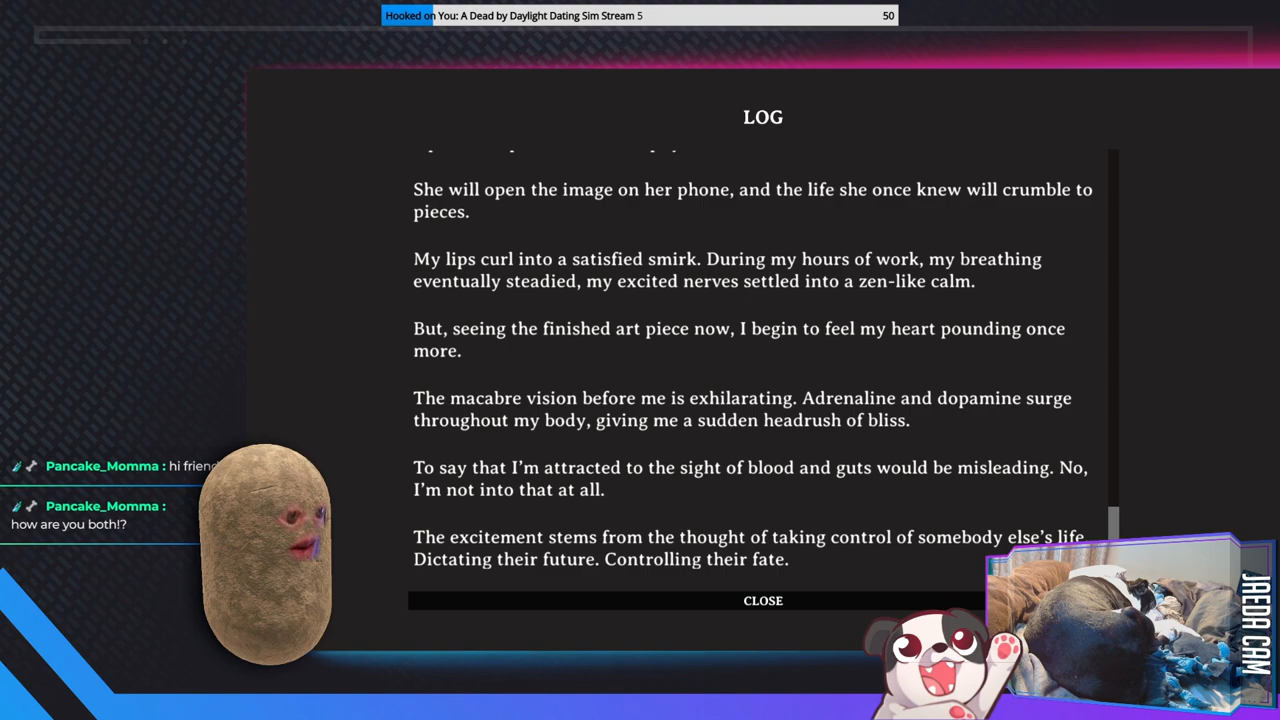 Hooked on You: A Dead by Daylight Dating Sim Stream 5
50
LOG
She will open the image on her phone, and the life she once knew will crumble to
pieces.
My lips curl into a satisfied smirk. During my hours of work, my breathing
eventually steadied, my excited nerves settled into a zen-like calm.
But, seeing the finished art piece now, I begin to feel my heart pounding once
more.
The macabre vision before me is exhilarating. Adrenaline and dopamine surge
throughout my body, giving me a sudden headrush of bliss.
To say that I'm attracted to the sight of blood and guts would be misleading. No,
I'm not into that at all.
The excitement stems from the thought of taking control of somebody else's life.
Dictating their future. Controlling their fate.
CLOSE
Pancake_Momma : hi friend
Pancake_Momma :
how are you both!?
JAEDA CAM